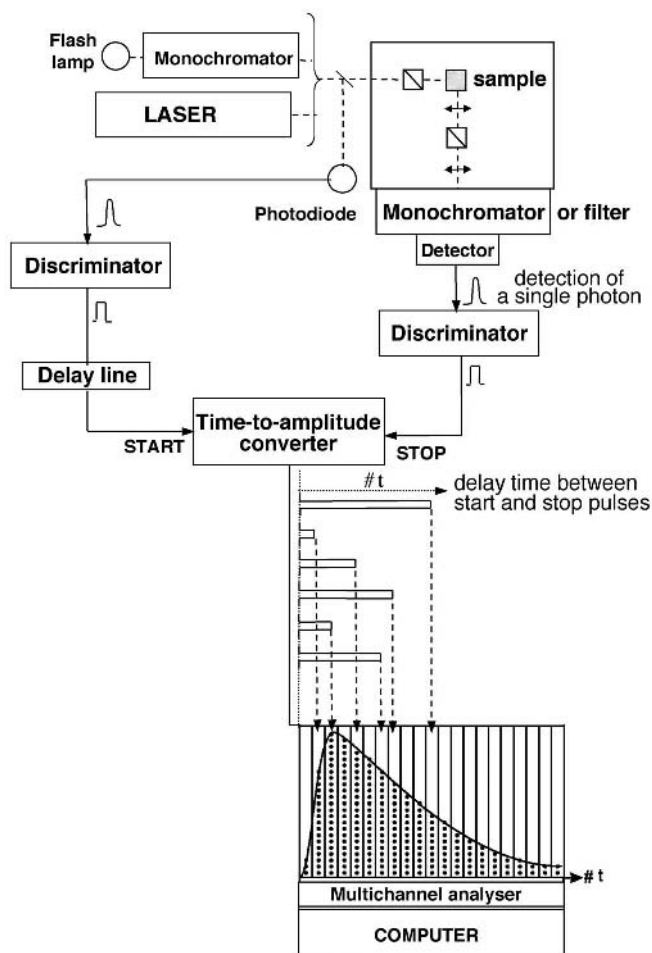 Flash
lamp
Monochromator
LASER
sample
Photodiode
Monochromator or filter
Detector
Discriminator
detection of
a single photon
Discriminator
Delay line
Time-to-amplitude
converter
START
STOP
# t
delay time between
start and stop pulses
# t
Multichannel analyser
COMPUTER